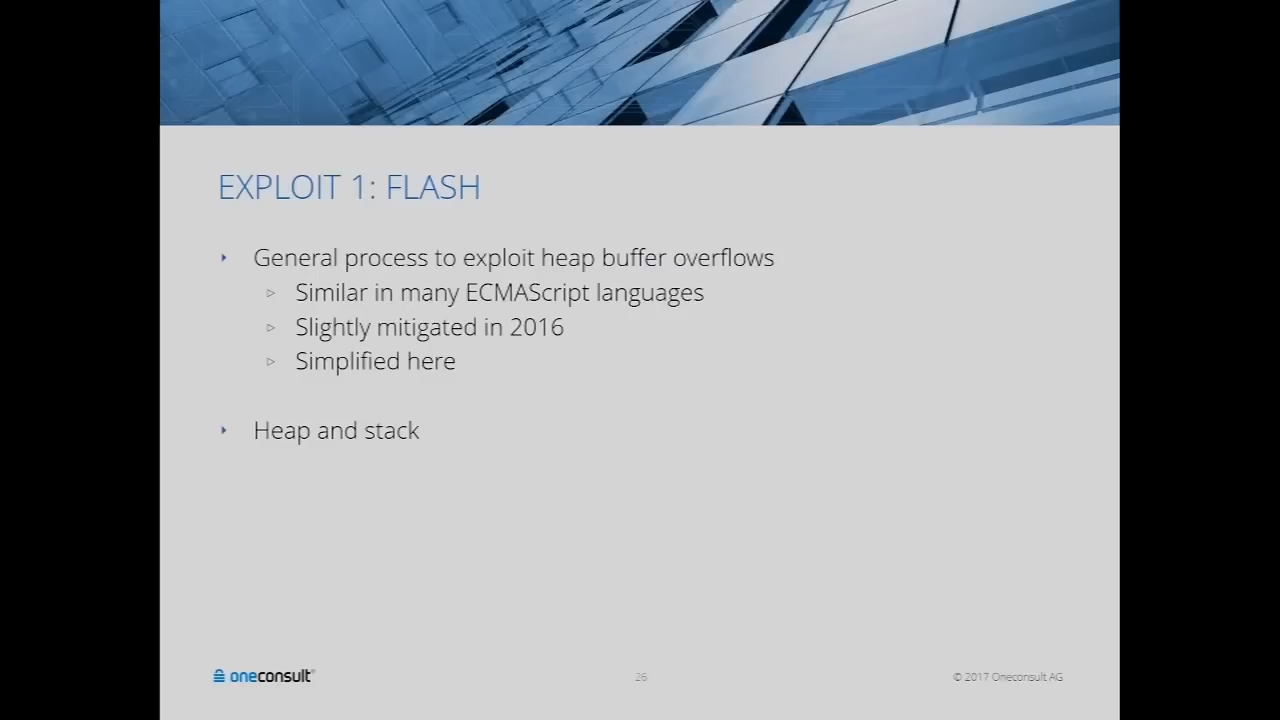 EXPLOIT 1: FLASH
General process to exploit heap buffer overflows
Similar in many ECMAScript languages
Slightly mitigated in 2016
Simplified here
Heap and stack
oneconsult®
26
© 2017 Oneconsult AG